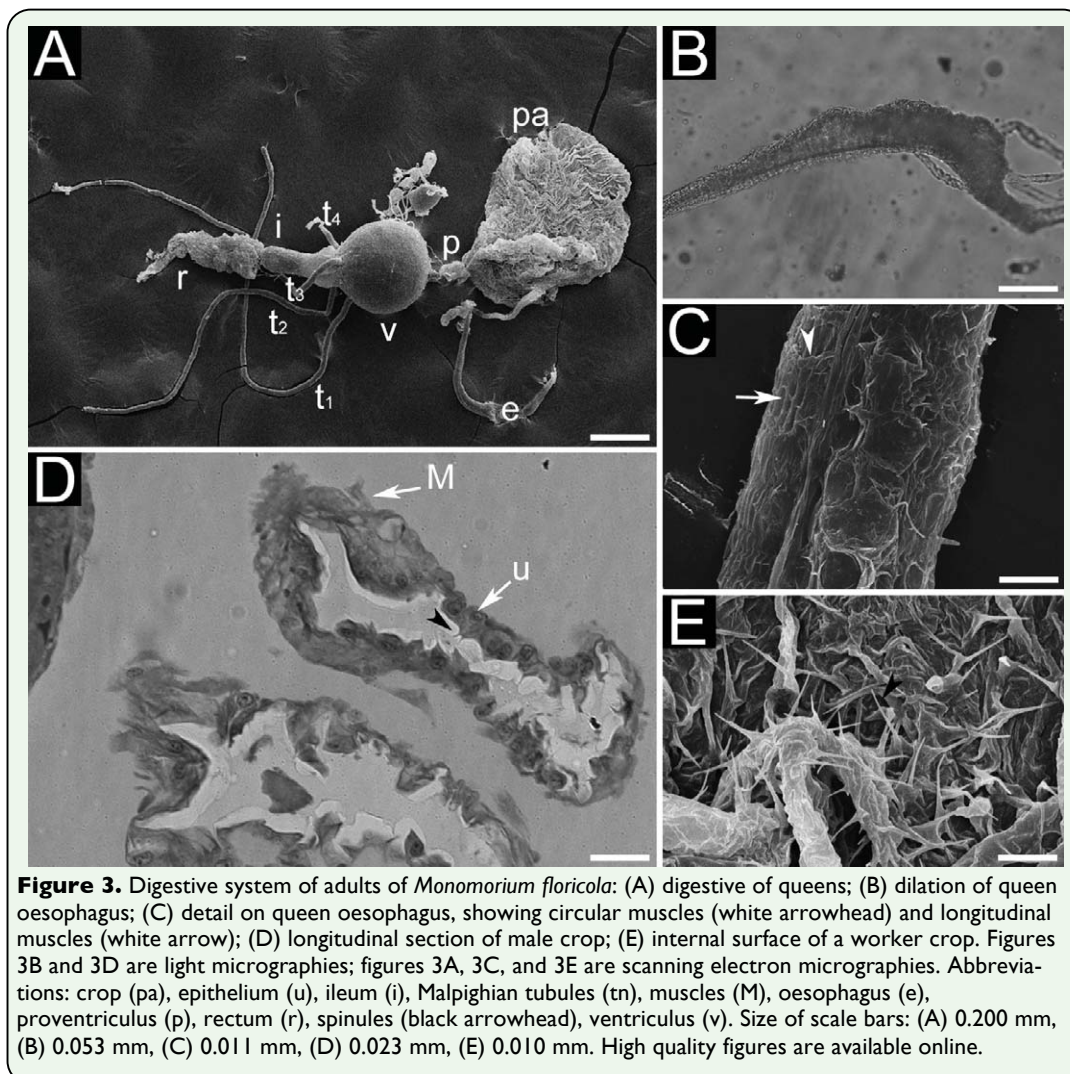 A
pa
i
t4
p
r
t3
t2
v
t1
e
B
C
D
M
u
E
Figure 3. Digestive system of adults of Monomorium floricola: (A) digestive of queens; (B) dilation of queen
oesophagus; (C) detail on queen oesophagus, showing circular muscles (white arrowhead) and longitudinal
muscles (white arrow); (D) longitudinal section of male crop; (E) internal surface of a worker crop. Figures
3B and 3D are light micrographies; figures 3A, 3C, and 3E are scanning electron micrographies. Abbrevia-
tions: crop (pa), epithelium (u), ileum (i), Malpighian tubules (tn), muscles (M), oesophagus (e),
proventriculus (p), rectum (r), spinules (black arrowhead), ventriculus (v). Size of scale bars: (A) 0.200 mm,
(B) 0.053 mm, (C) 0.011 mm, (D) 0.023 mm, (E) 0.010 mm. High quality figures are available online.